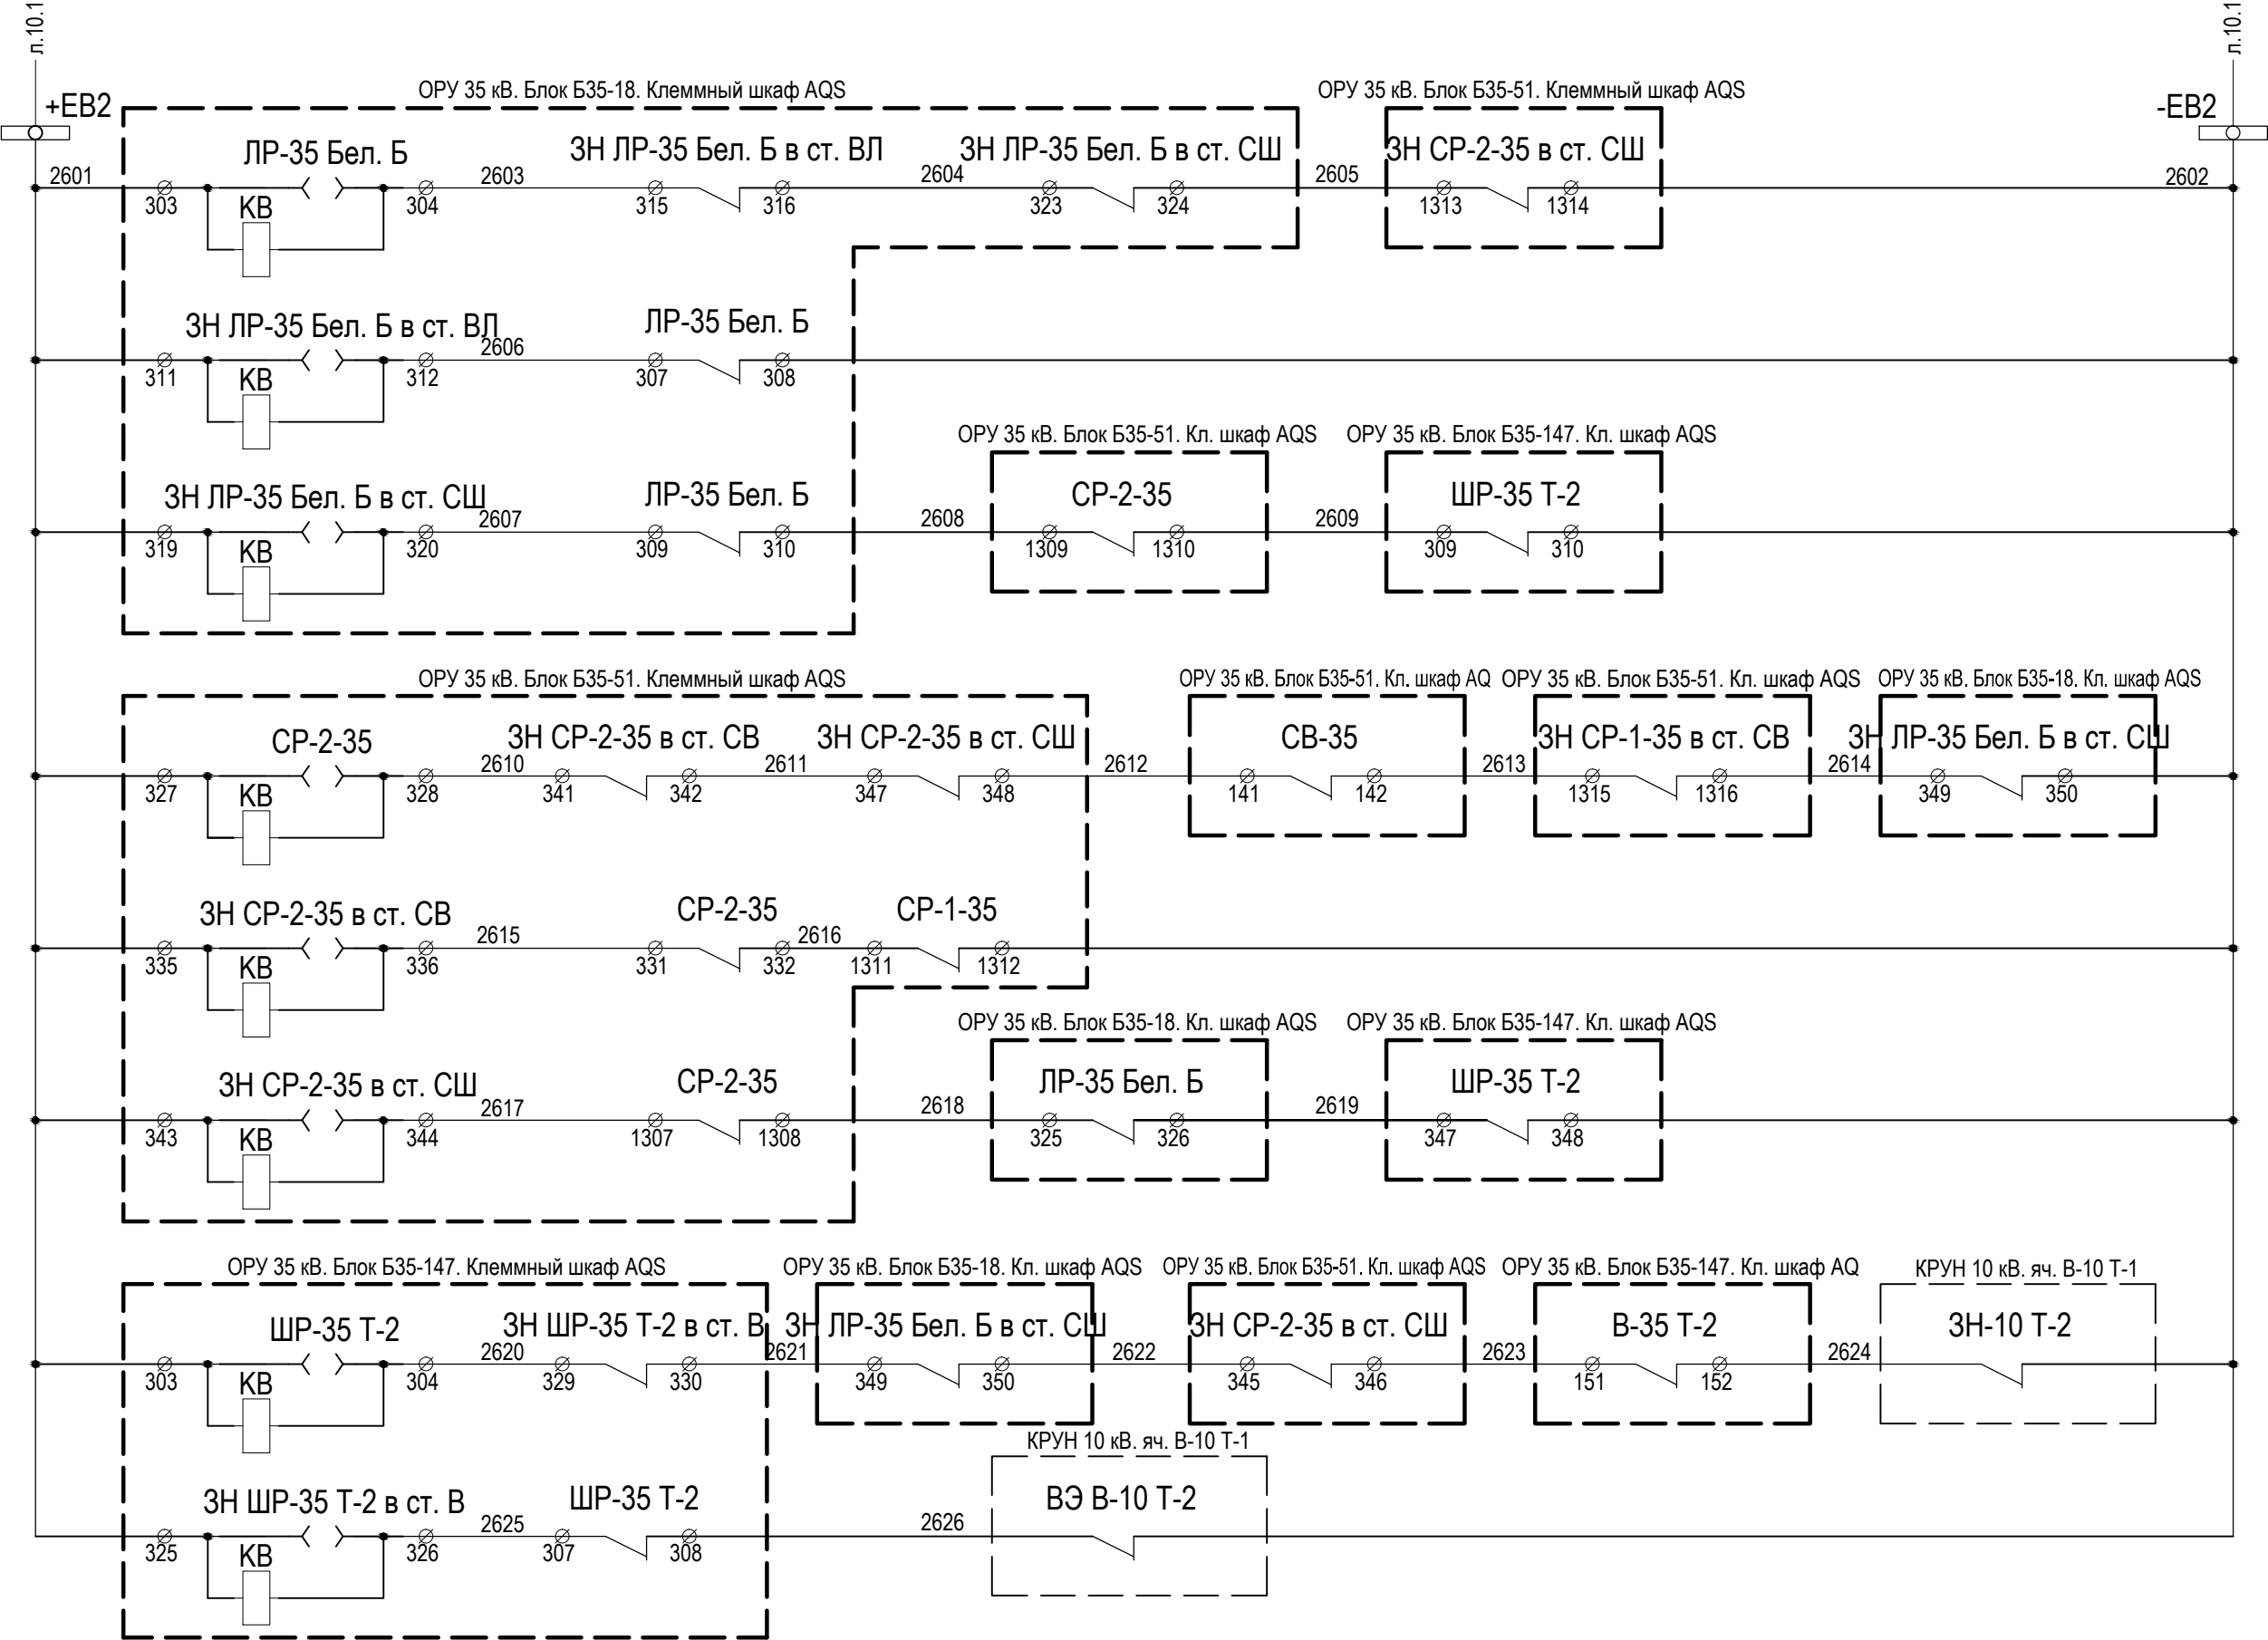 л.10.1
л.10.1
+ЕВ2
-ЕВ2
ОРУ 35 кВ. Блок Б35-18. Клеммный шкаф AQS
ОРУ 35 кВ. Блок Б35-51. Клеммный шкаф AQS
ЛР-35 Бел. Б
ЗН ЛР-35 Бел. Б в ст. ВЛ
ЗН ЛР-35 Бел. Б в ст. СШ
ЗН СР-2-35 в ст. СШ
2601
2603
2604
2605
2602
303
КВ
304
315
316
323
324
1313
1314
ЗН ЛР-35 Бел. Б в ст. ВЛ
ЛР-35 Бел. Б
2606
311
КВ
312
307
308
ОРУ 35 кВ. Блок Б35-51. Кл. шкаф AQS
ОРУ 35 кВ. Блок Б35-147. Кл. шкаф AQS
ЗН ЛР-35 Бел. Б в ст. СШ
ЛР-35 Бел. Б
СР-2-35
ШР-35 Т-2
2607
2608
2609
319
КВ
320
309
310
1309
1310
309
310
ОРУ 35 кВ. Блок Б35-51. Клеммный шкаф AQS
ОРУ 35 кВ. Блок Б35-51. Кл. шкаф AQ
ОРУ 35 кВ. Блок Б35-51. Кл. шкаф AQS
ОРУ 35 кВ. Блок Б35-18. Кл. шкаф AQS
СР-2-35
ЗН СР-2-35 в ст. СВ
ЗН СР-2-35 в ст. СШ
СВ-35
ЗН СР-1-35 в ст. СВ
ЗН ЛР-35 Бел. Б в ст. СШ
2610
2611
2612
2613
2614
327
КВ
328
341
342
347
348
141
142
1315
1316
349
350
ЗН СР-2-35 в ст. СВ
СР-2-35
СР-1-35
2615
2616
335
КВ
336
331
332
1311
1312
ОРУ 35 кВ. Блок Б35-18. Кл. шкаф AQS
ОРУ 35 кВ. Блок Б35-147. Кл. шкаф AQS
ЗН СР-2-35 в ст. СШ
СР-2-35
ЛР-35 Бел. Б
ШР-35 Т-2
2617
2618
2619
343
КВ
344
1307
1308
325
326
347
348
ОРУ 35 кВ. Блок Б35-147. Клеммный шкаф AQS
ОРУ 35 кВ. Блок Б35-18. Кл. шкаф AQS
ОРУ 35 кВ. Блок Б35-51. Кл. шкаф AQS
ОРУ 35 кВ. Блок Б35-147. Кл. шкаф AQ
КРУН 10 кВ. яч. В-10 Т-1
ШР-35 Т-2
ЗН ШР-35 Т-2 в ст. В
ЗН ЛР-35 Бел. Б в ст. СШ
ЗН СР-2-35 в ст. СШ
В-35 Т-2
ЗН-10 Т-2
2620
2621
2622
2623
2624
303
КВ
304
329
330
349
350
345
346
151
152
КРУН 10 кВ. яч. В-10 Т-1
ЗН ШР-35 Т-2 в ст. В
ШР-35 Т-2
ВЭ В-10 Т-2
2625
2626
325
КВ
326
307
308